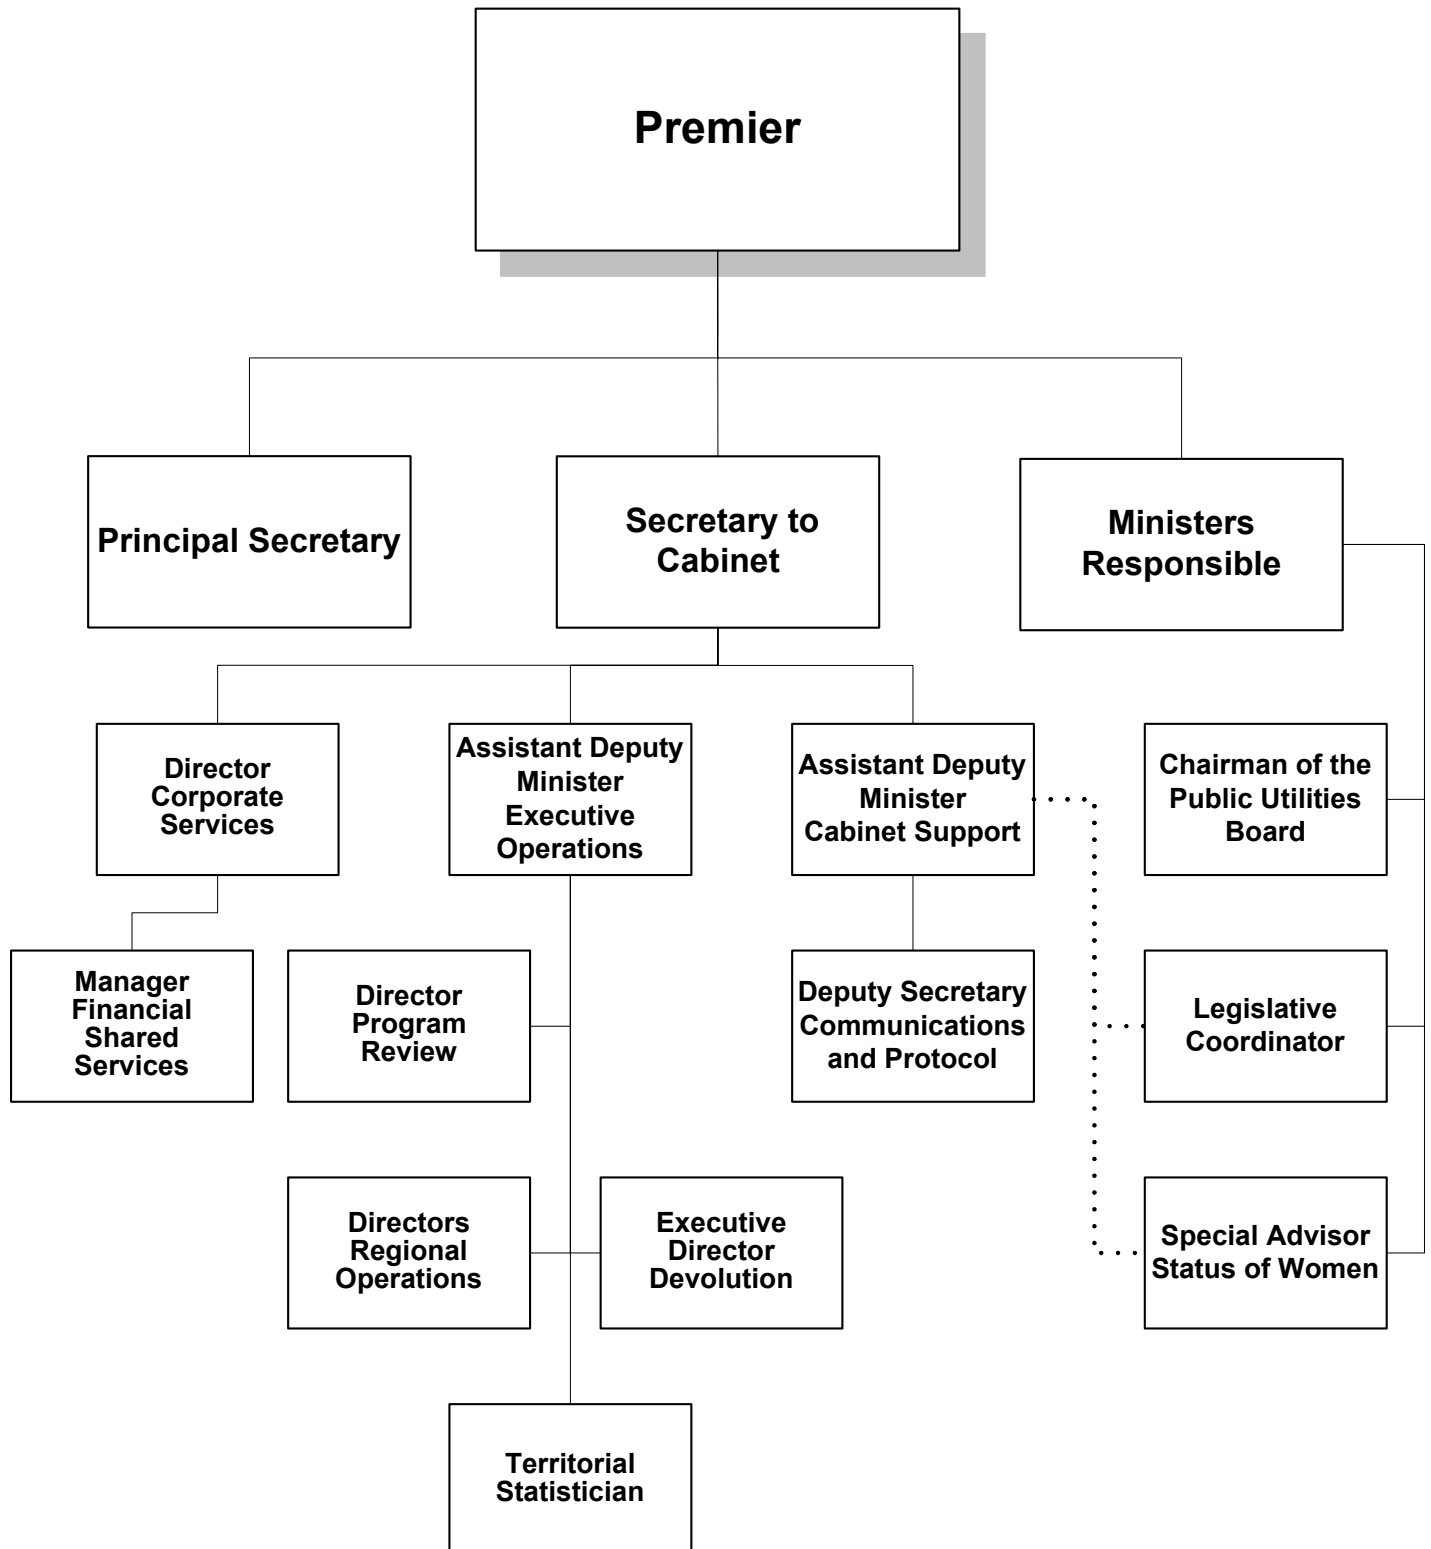 Premier
Principal Secretary
Secretary to
Cabinet
Ministers
Responsible
Director
Corporate
Services
Assistant Deputy
Minister
Executive
Operations
Assistant Deputy
Minister
Cabinet Support
Chairman of the
Public Utilities
Board
Manager
Financial
Shared
Services
Director
Program
Review
Deputy Secretary
Communications
and Protocol
Legislative
Coordinator
Directors
Regional
Operations
Executive
Director
Devolution
Special Advisor
Status of Women
Territorial
Statistician